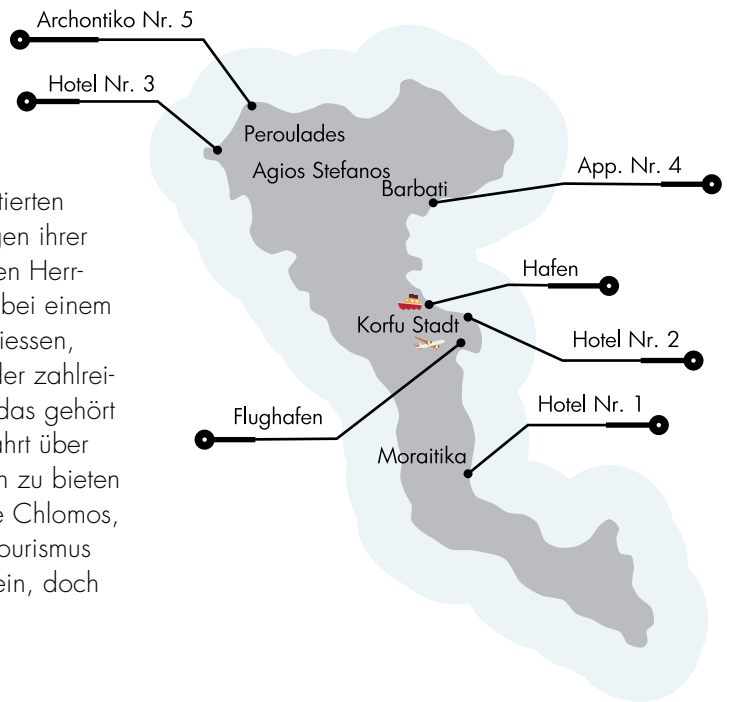 Archontiko Nr. 5
Hotel Nr. 3
Peroulades
Agios Stefanos
Barbati
App. Nr. 4
Hafen
Korfu Stadt
Hotel Nr. 2
Flughafen
Hotel Nr. 1
Moraitika
tierten
gen ihrer
en Herr-
bei einem
iessen,
der zahlrei-
das gehört
ahrt über
n zu bieten
e Chlomos,
ourismus
ein, doch